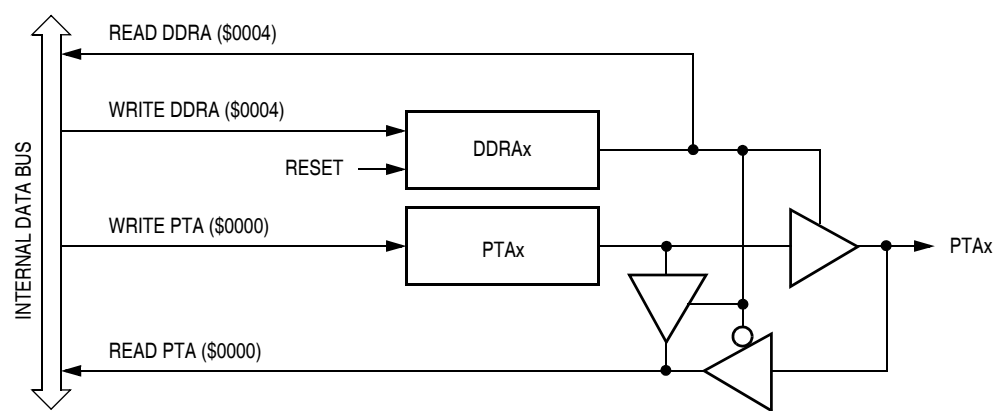 READ DDRA ($0004)
WRITE DDRA ($0004)
DDRAx
RESET
WRITE PTA ($0000)
PTAx
PTAx
READ PTA ($0000)
INTERNAL DATA BUS